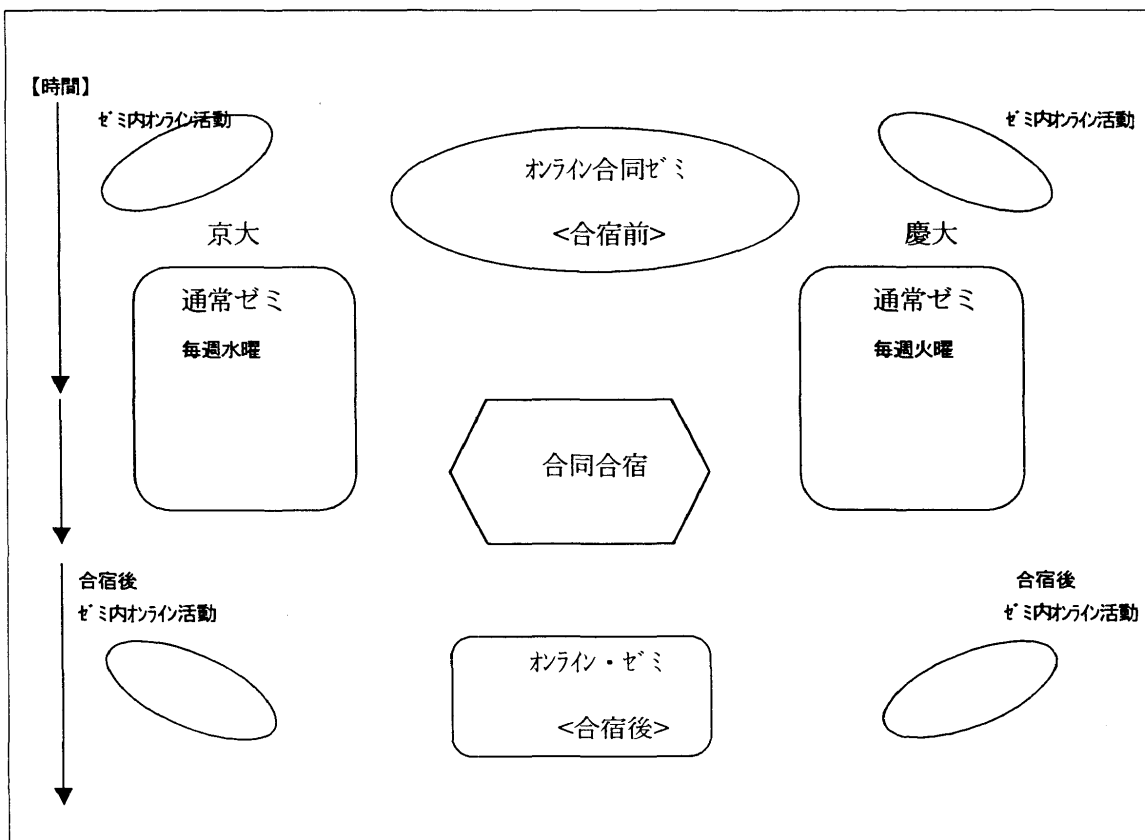 【時間】
ゼミ内オンライン活動
ゼミ内オンライン活動
オンライン合同ゼミ
<合宿前>
京大
慶大
通常ゼミ
毎週水曜
通常ゼミ
毎週火曜
合同合宿
合宿後
ゼミ内オンライン活動
合宿後
ゼミ内オンライン活動
オンライン・ゼミ
<合宿後>